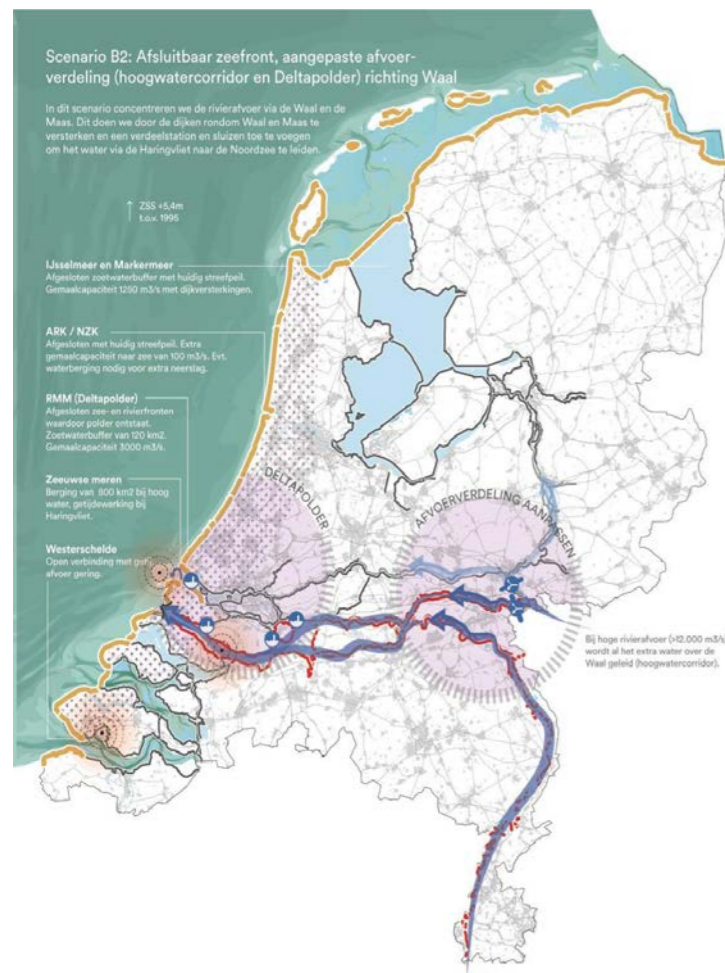 Scenario B2: Afsluitbaar zeefront, aangepaste afvoer-
verdeling (hoogwatercorridor en Deltapolder) richting Waal
In dit scenario concentreren we de rivierafvoer via de Waal en de
Maas. Dit doen we door de dijken rondom Waal en Maas te
versterken en een verdeelstation en sluizen toe te voegen
om het water via de Haringvliet naar de Noordzee te leiden.
ZSS +5,4m
t.o.v. 1995
IJsselmeer en Markermeer
Afgesloten zoetwaterbuffer met huidig streefpeil.
Gemaalcapaciteit 1250 m3/s met dijkversterkingen.
ARK / NZK
Afgesloten met huidig streefpeil. Extra
gemaalcapaciteit naar zee van 100 m3/s. Evt.
waterberging nodig voor extra neerslag.
RMM (Deltapolder)
Afgesloten zee- en rivierfronten
waardoor polder ontstaat.
Zoetwaterbuffer van 120 km2.
Gemaalcapaciteit 3000 m3/s.
Zeeuwse meren
Berging van 800 km2 bij hoog
water, getijdewerking bij
Haringvliet.
Westerschelde
Open verbinding met getij,
afvoer gering.
DELTAPOLDER
AFVOERVERDELING AANPASSEN
Bij hoge rivierafvoer (>12.000 m3/s
wordt al het extra water over de
Waal geleid (hoogwatercorridor).